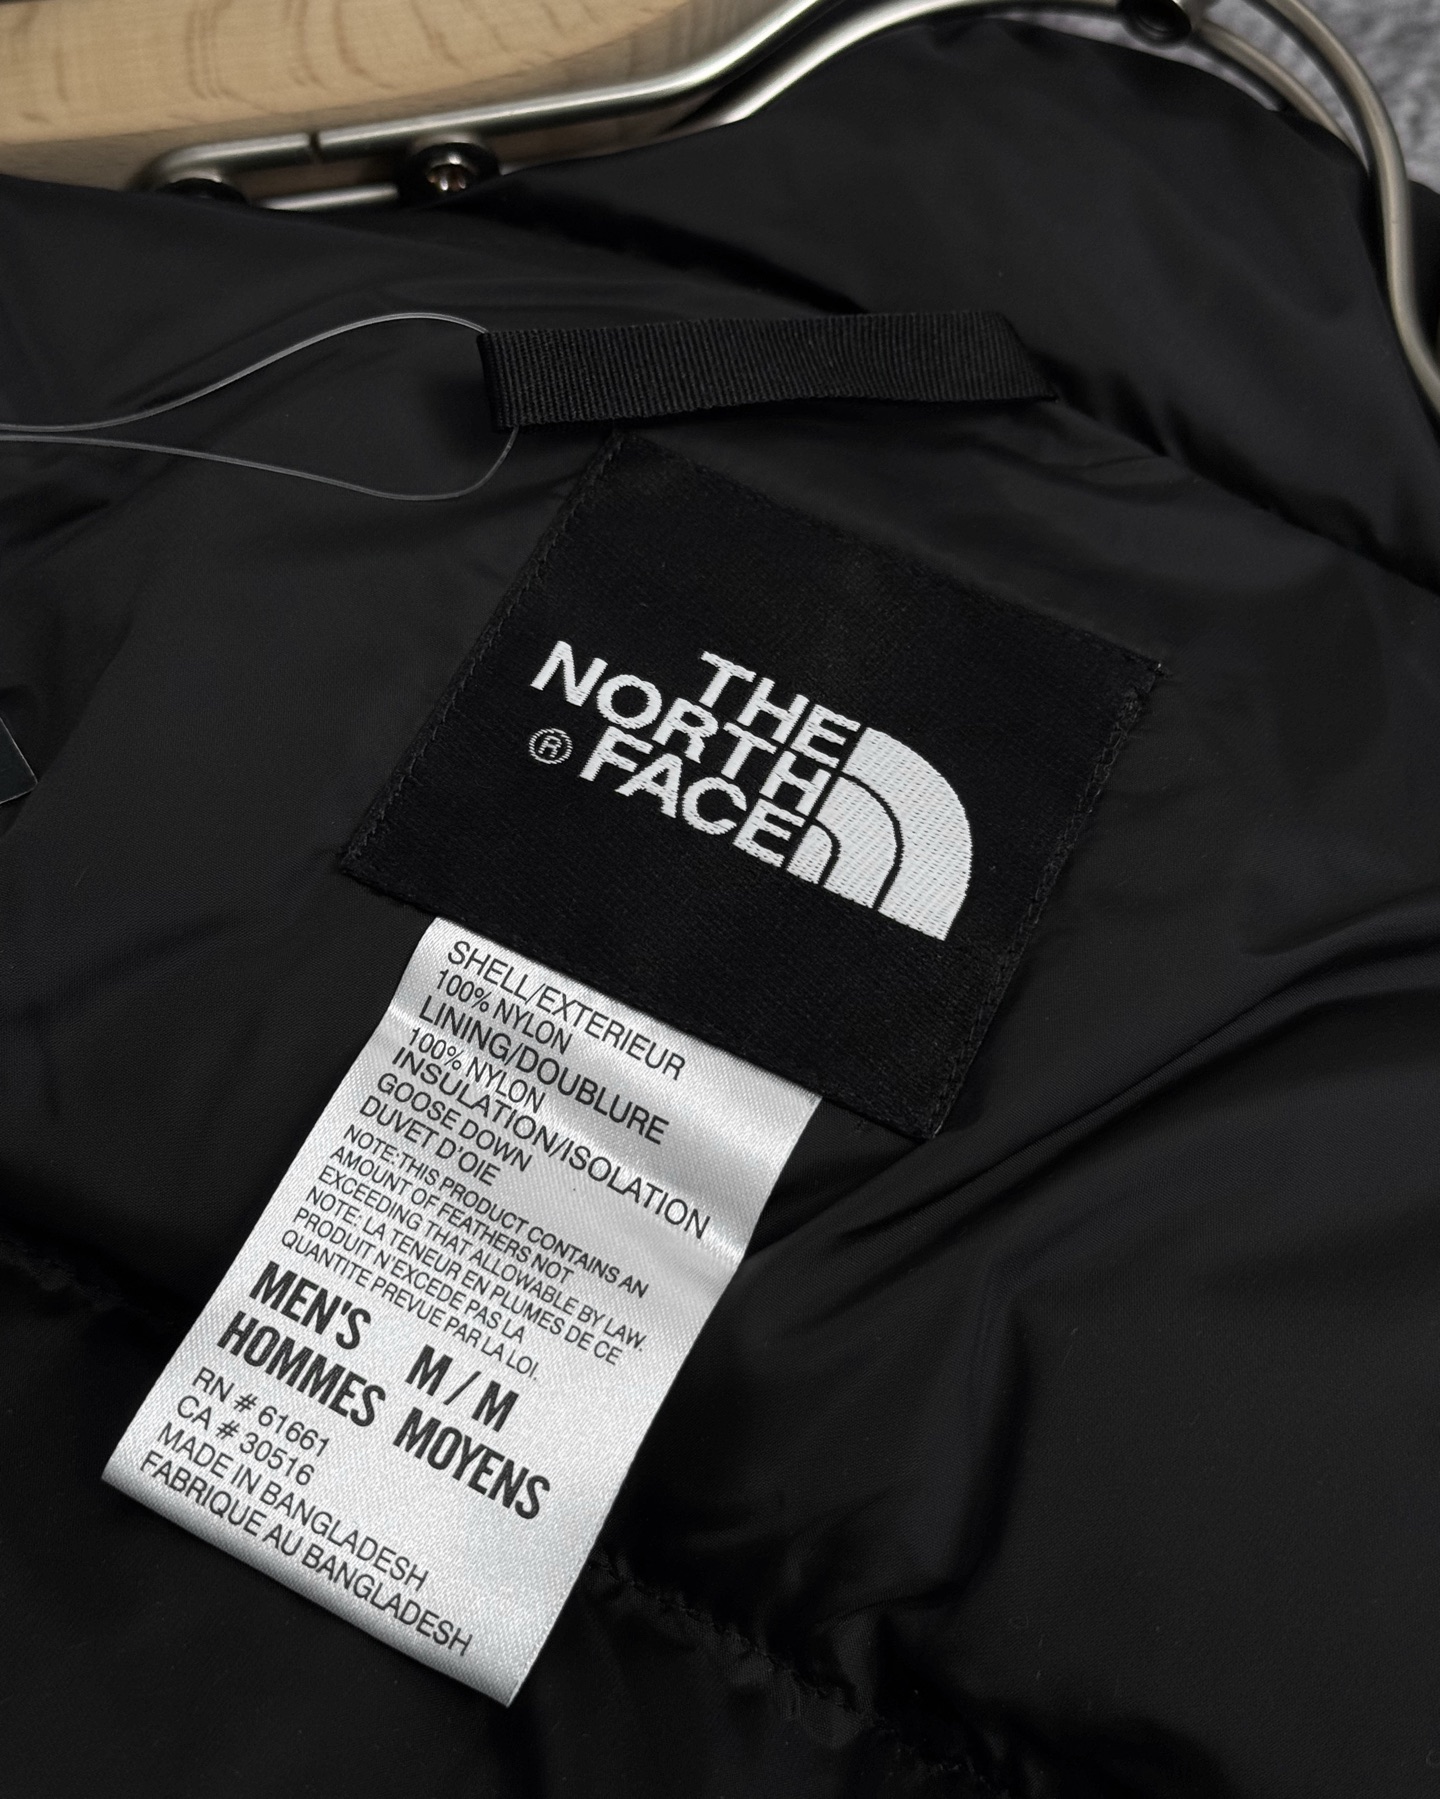 THE
NORTH
® FACE
SHELL/EXTERIEUR
100% NYLON
LINING/DOUBLURE
100% NYLON
INSULATION/ISOLATION
GOOSE DOWN
DUVET D'OIE
NOTE:THIS PRODUCT CONTAINS AN
AMOUNT OF FEATHERS NOT
EXCEEDING THAT ALLOWABLE BY LAW.
NOTE: LA TENEUR EN PLUMES DE CE
PRODUIT N'EXCEDE PAS LA
QUANTITE PREVUE PAR LA LOI.
MEN'S M / M
HOMMES MOYENS
RN # 61661
CA # 30516
MADE IN BANGLADESH
FABRIQUE AU BANGLADESH